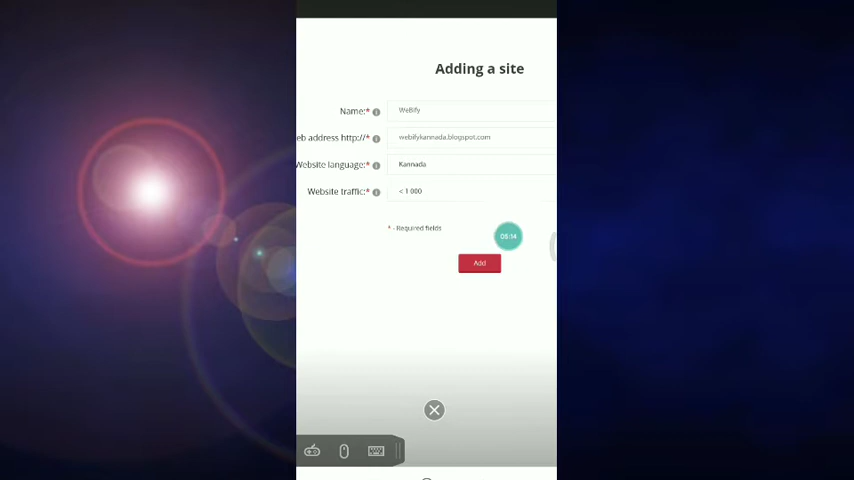 Adding a site
Name:* WeBify
eb address http://* webifykannada.blogspot.com
Website language:* Kannada
Website traffic:* < 1 000
* - Required fields
05:14
Add